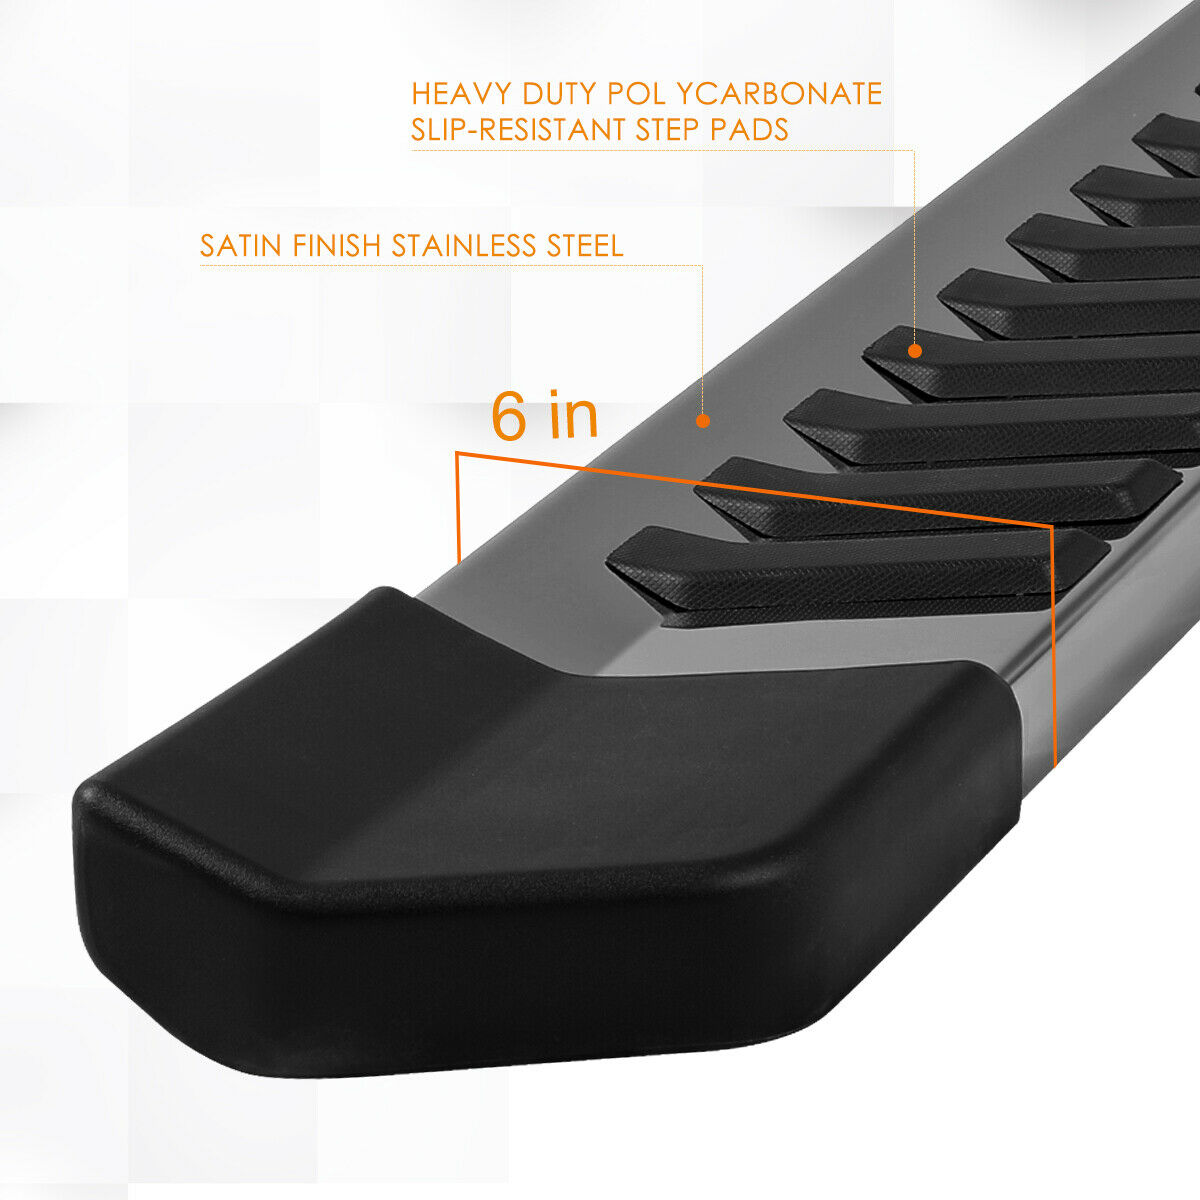 HEAVY DUTY POL YCARBONATE
SLIP-RESISTANT STEP PADS
SATIN FINISH STAINLESS STEEL
6 in